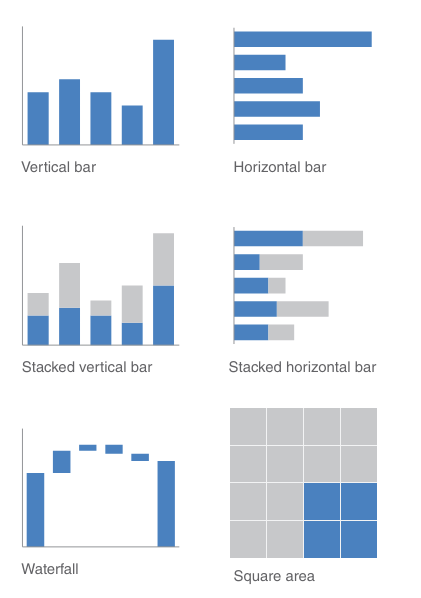 Vertical bar
Horizontal bar
Stacked vertical bar
Stacked horizontal bar
Waterfall
Square area